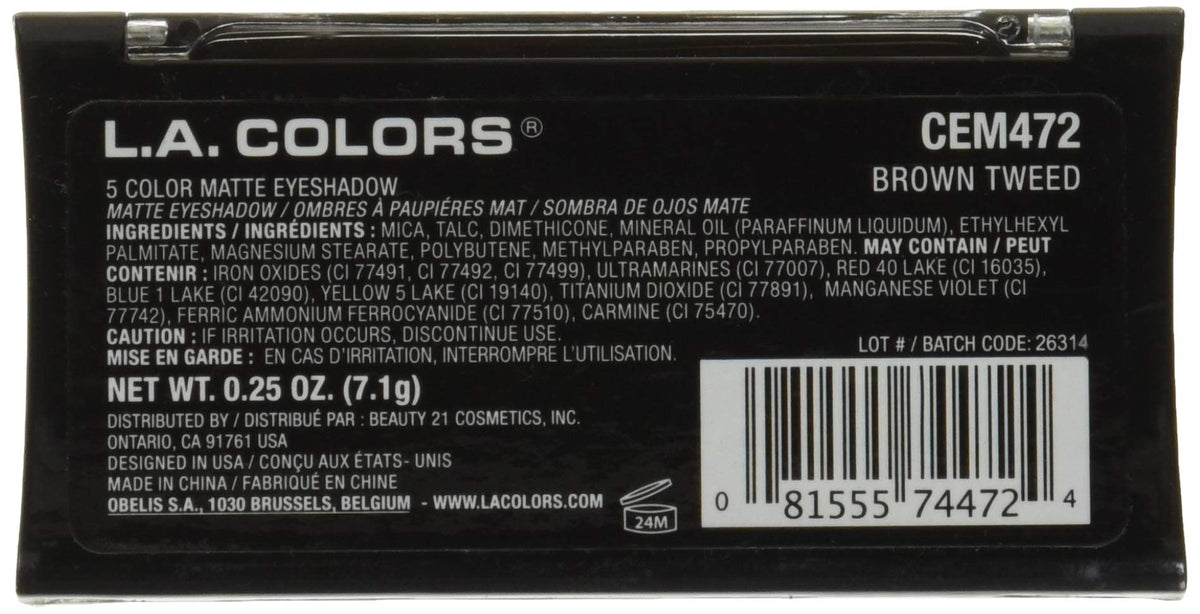 L.A. COLORS®
CEM472
BROWN TWEED
5 COLOR MATTE EYESHADOW
MATTE EYESHADOW / OMBRES À PAUPIÉRES MAT / SOMBRA DE OJOS MATE
INGREDIENTS / INGRÉDIENTS : MICA, TALC, DIMETHICONE, MINERAL OIL (PARAFFINUM LIQUIDUM), ETHYLHEXYL
PALMITATE, MAGNESIUM STEARATE, POLYBUTENE, METHYLPARABEN, PROPYLPARABEN. MAY CONTAIN / PEUT
CONTENIR : IRON OXIDES (CI 77491, CI 77492, CI 77499), ULTRAMARINES (CI 77007), RED 40 LAKE (CI 16035),
BLUE 1 LAKE (CI 42090), YELLOW 5 LAKE (CI 19140), TITANIUM DIOXIDE (CI 77891), MANGANESE VIOLET (CI
77742), FERRIC AMMONIUM FERROCYANIDE (CI 77510), CARMINE (CI 75470).
CAUTION : IF IRRITATION OCCURS, DISCONTINUE USE.
MISE EN GARDE : EN CAS D'IRRITATION, INTERROMPRE L'UTILISATION.
LOT # / BATCH CODE: 26314
NET WT. 0.25 OZ. (7.1g)
DISTRIBUTED BY / DISTRIBUÉ PAR : BEAUTY 21 COSMETICS, INC.
ONTARIO, CA 91761 USA
DESIGNED IN USA / CONÇU AUX ÉTATS- UNIS
MADE IN CHINA / FABRIQUÉ EN CHINE
OBELIS S.A., 1030 BRUSSELS, BELGIUM - WWW.LACOLORS.COM
24M
0 81555 74472 4